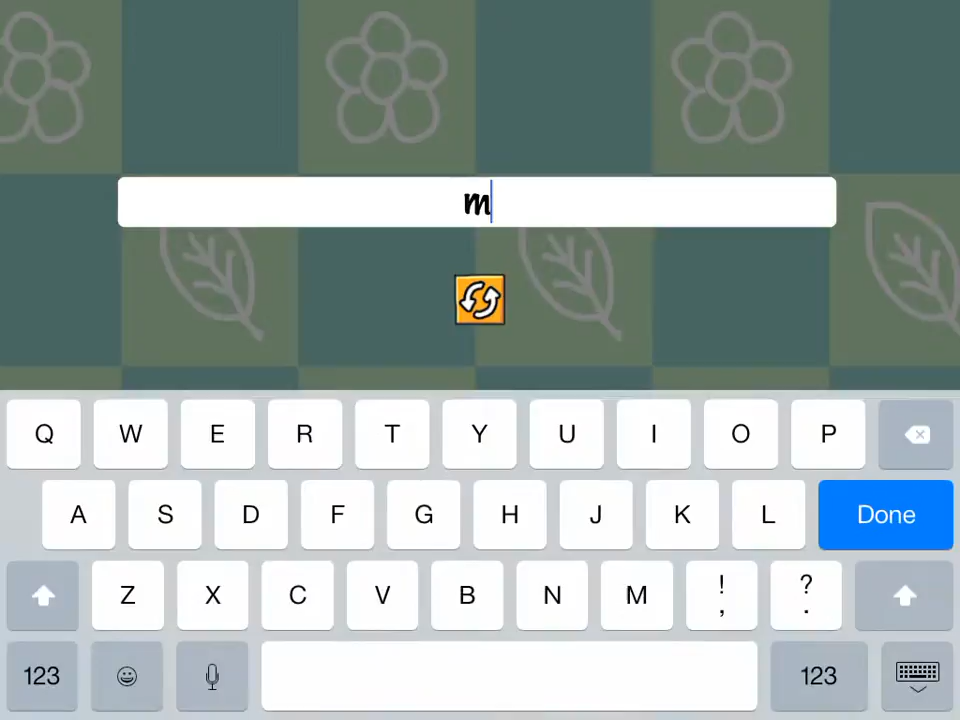 m
Q W E R T Y U I O P
A S D F G H J K L Done
Z X C V B N M ! , ? .
123 123